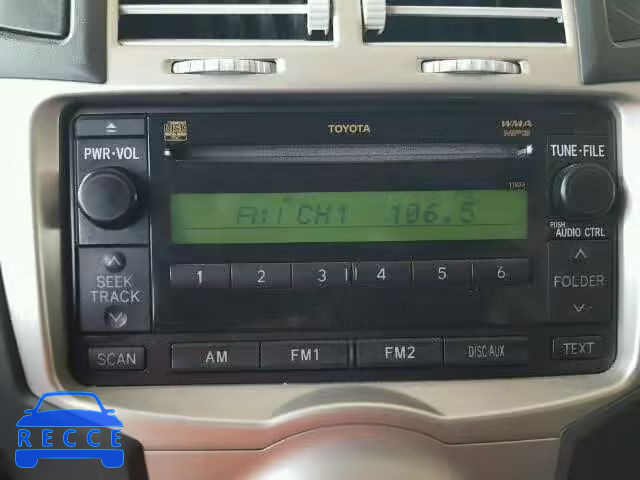 TOYOTA
WMA
MP3
PWR·VOL
TUNE·FILE
11833
CH1 106.5
PUSH
AUDIO CTRL
1 2 3 4 5 6
SEEK
TRACK
FOLDER
SCAN
AM
FM1
FM2
DISC·AUX
TEXT
RECCE